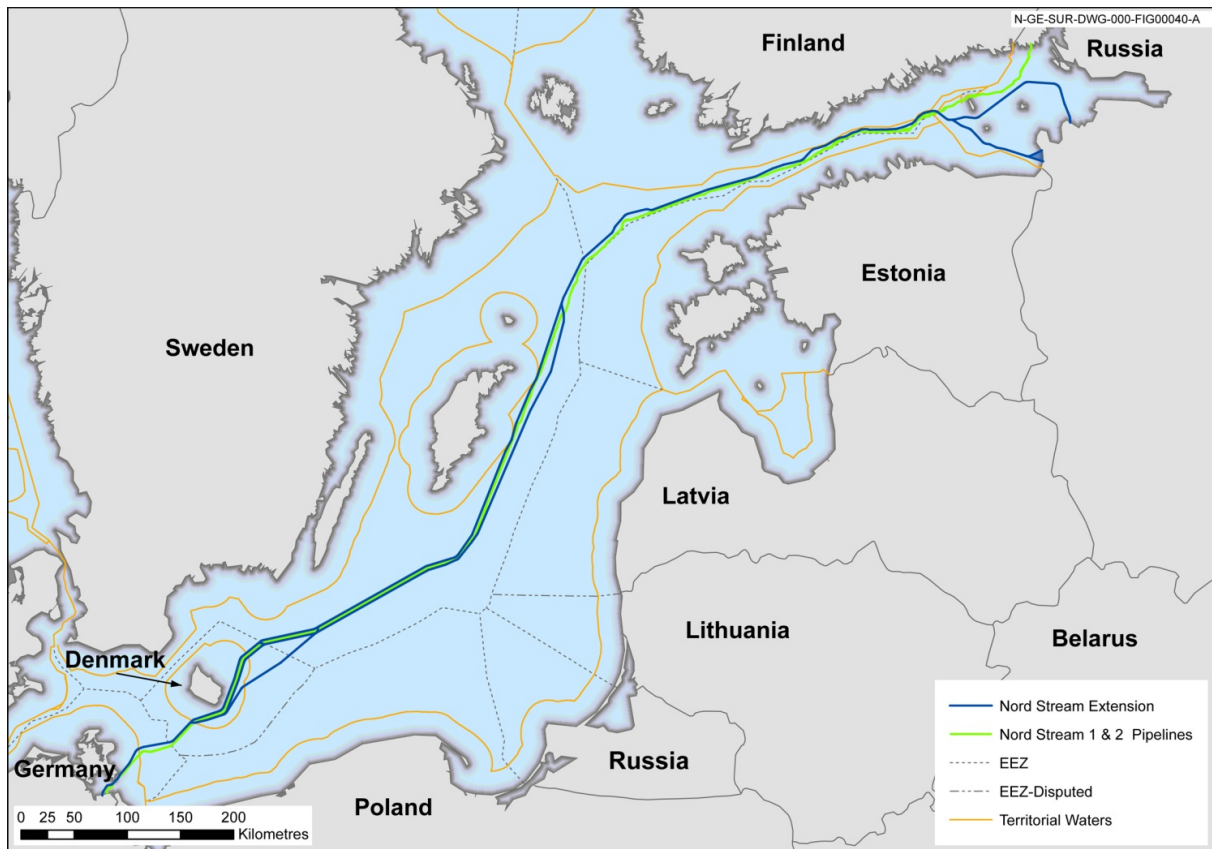 N-GE-SUR-DWG-000-FIG00040-A
Finland
Russia
Estonia
Sweden
Latvia
Lithuania
Belarus
Denmark
Russia
Germany
Poland
Nord Stream Extension
Nord Stream 1 & 2 Pipelines
EEZ
EEZ-Disputed
Territorial Waters
0 25 50 100 150 200
Kilometres